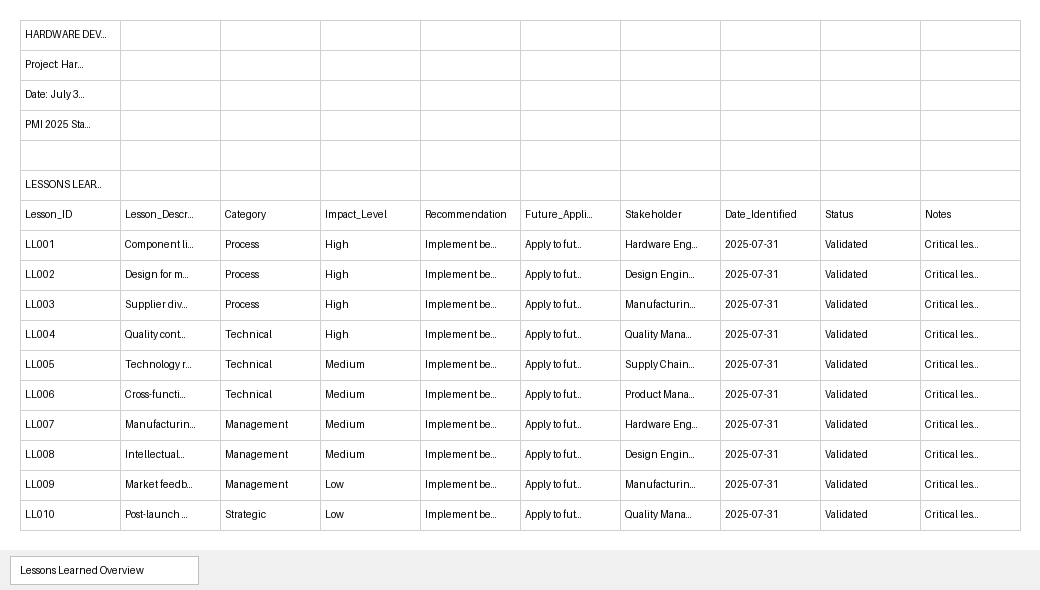 HARDWARE DEV...
Project: Har...
Date: July 3...
PMI 2025 Sta...
LESSONS LEAR...
Lesson_ID Lesson_Descr... Category Impact_Level Recommendation Future_Appli... Stakeholder Date_Identified Status Notes
LL001 Component li... Process High Implement be... Apply to fut... Hardware Eng... 2025-07-31 Validated Critical les...
LL002 Design for m... Process High Implement be... Apply to fut... Design Engin... 2025-07-31 Validated Critical les...
LL003 Supplier div... Process High Implement be... Apply to fut... Manufacturin... 2025-07-31 Validated Critical les...
LL004 Quality cont... Technical High Implement be... Apply to fut... Quality Mana... 2025-07-31 Validated Critical les...
LL005 Technology r... Technical Medium Implement be... Apply to fut... Supply Chain... 2025-07-31 Validated Critical les...
LL006 Cross-functi... Technical Medium Implement be... Apply to fut... Product Mana... 2025-07-31 Validated Critical les...
LL007 Manufacturin... Management Medium Implement be... Apply to fut... Hardware Eng... 2025-07-31 Validated Critical les...
LL008 Intellectual... Management Medium Implement be... Apply to fut... Design Engin... 2025-07-31 Validated Critical les...
LL009 Market feedb... Management Low Implement be... Apply to fut... Manufacturin... 2025-07-31 Validated Critical les...
LL010 Post-launch ... Strategic Low Implement be... Apply to fut... Quality Mana... 2025-07-31 Validated Critical les...
Lessons Learned Overview